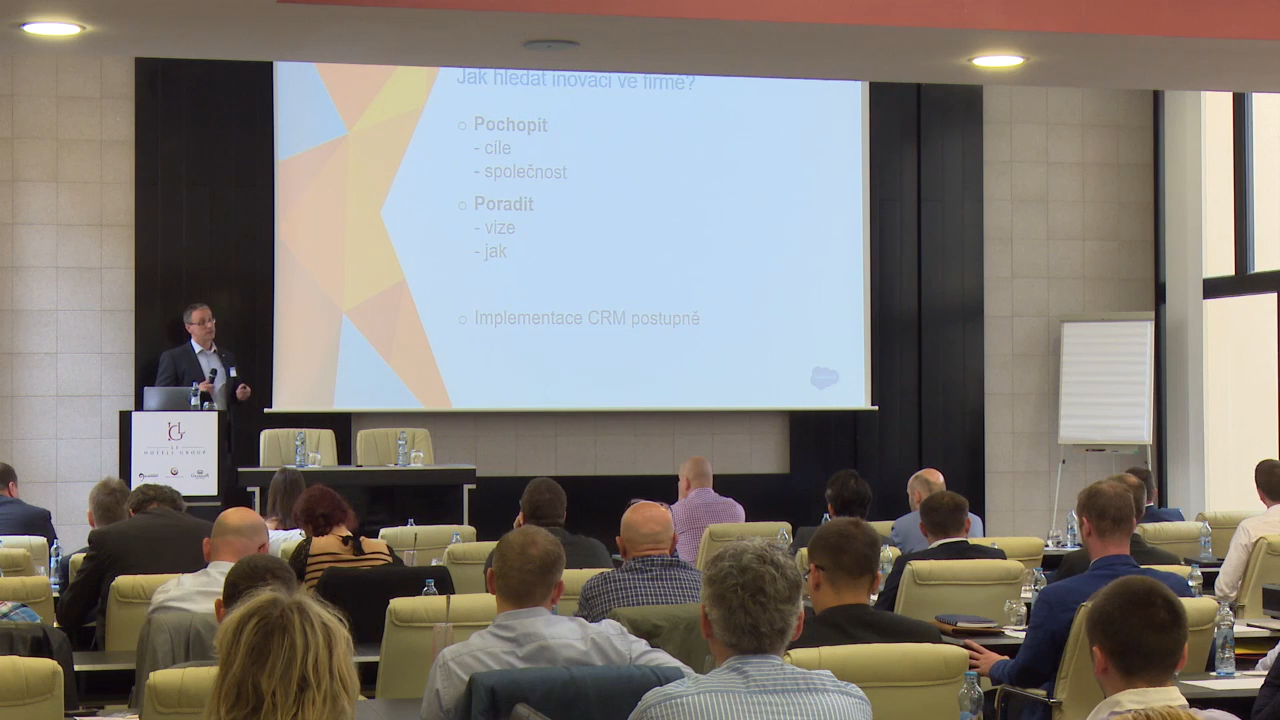 Jak hledat inovaci ve firmě?
○ Pochopit
- cíle
- společnost
○ Poradit
- vize
- jak
○ Implementace CRM postupně
HOTELS GROUP